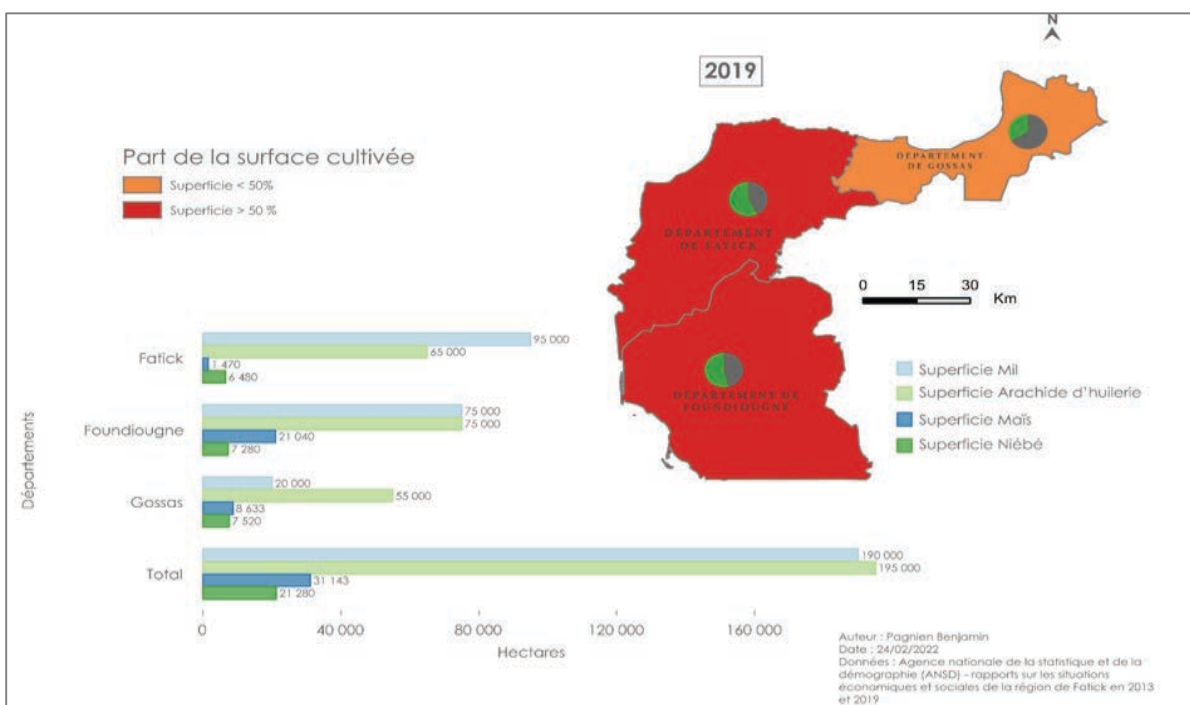 N
2019
Part de la surface cultivée
Superficie < 50%
Superficie > 50 %
DÉPARTEMENT
DE GOSSAS
DÉPARTEMENT
DE FATICK
DÉPARTEMENT DE
FOUNDIOUGNE
0 15 30 Km
Superficie Mil
Superficie Arachide d'huilerie
Superficie Maïs
Superficie Niébé
Départements
Fatick
95 000
65 000
1 470
6 480
Foundiougne
75 000
75 000
21 040
7 280
Gossas
20 000
55 000
8 633
7 520
Total
190 000
195 000
31 143
21 280
0 40 000 80 000 120 000 160 000
Hectares
Auteur : Pagnien Benjamin
Date : 24/02/2022
Données : Agence nationale de la statistique et de la
démographie (ANSD) - rapports sur les situations
économiques et sociales de la région de Fatick en 2013
et 2019